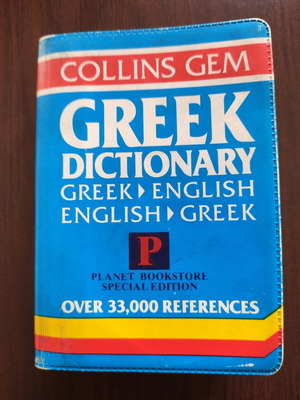 COLLINS GEM
GREEK
DICTIONARY
GREEK ▸ ENGLISH
ENGLISH ▸ GREEK
P
PLANET BOOKSTORE
SPECIAL EDITION
OVER 33,000 REFERENCES